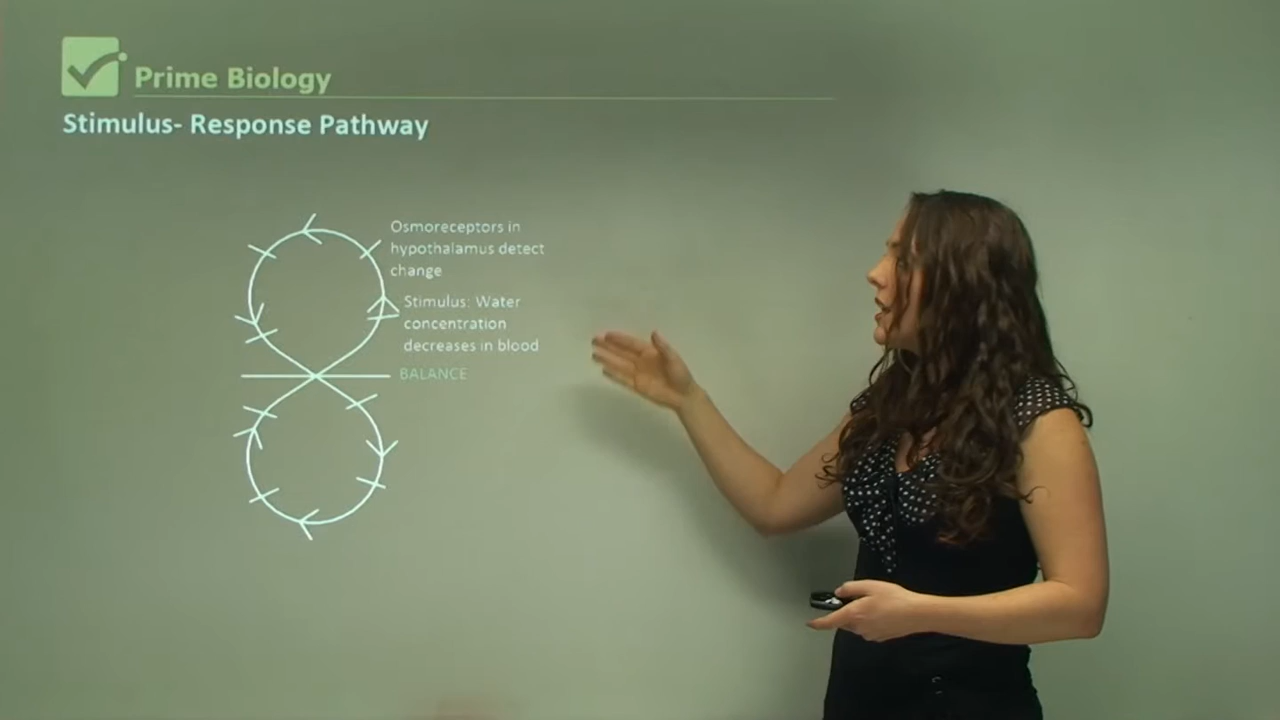 Prime Biology
Stimulus- Response Pathway
Osmoreceptors in
hypothalamus detect
change
Stimulus: Water
concentration
decreases in blood
BALANCE